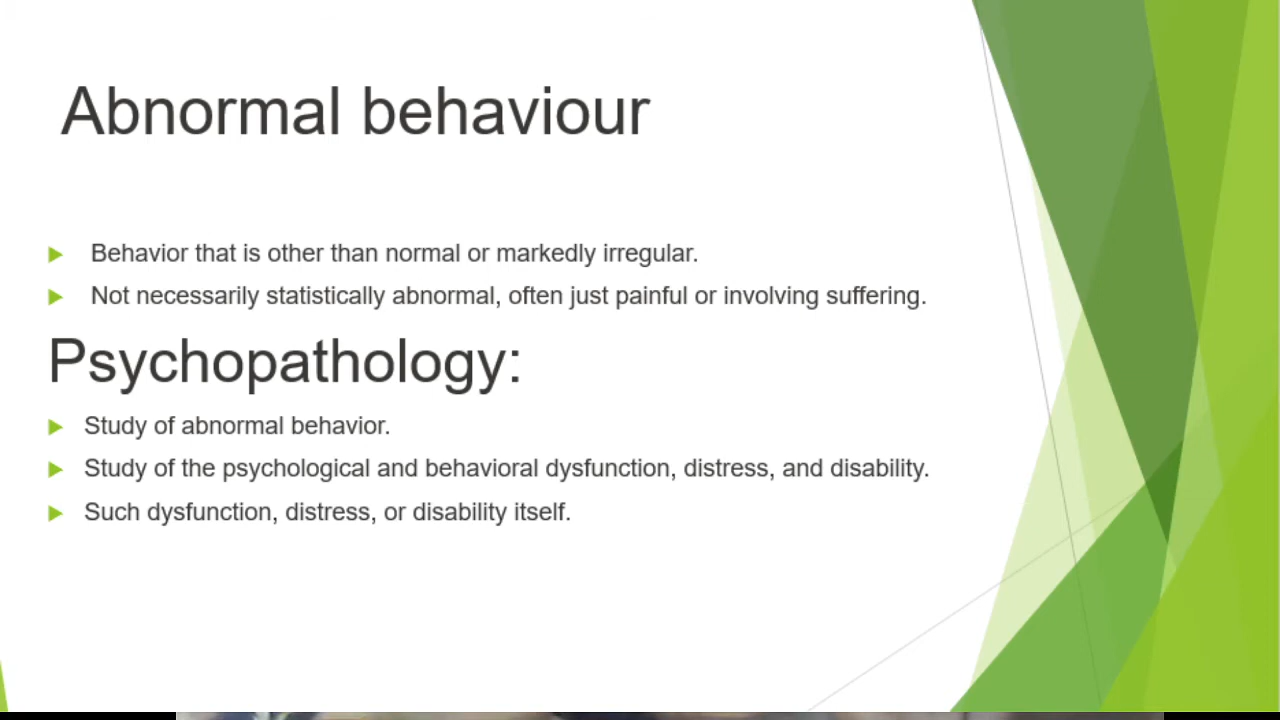 Abnormal behaviour
Behavior that is other than normal or markedly irregular.
Not necessarily statistically abnormal, often just painful or involving suffering.
Psychopathology:
Study of abnormal behavior.
Study of the psychological and behavioral dysfunction, distress, and disability.
Such dysfunction, distress, or disability itself.